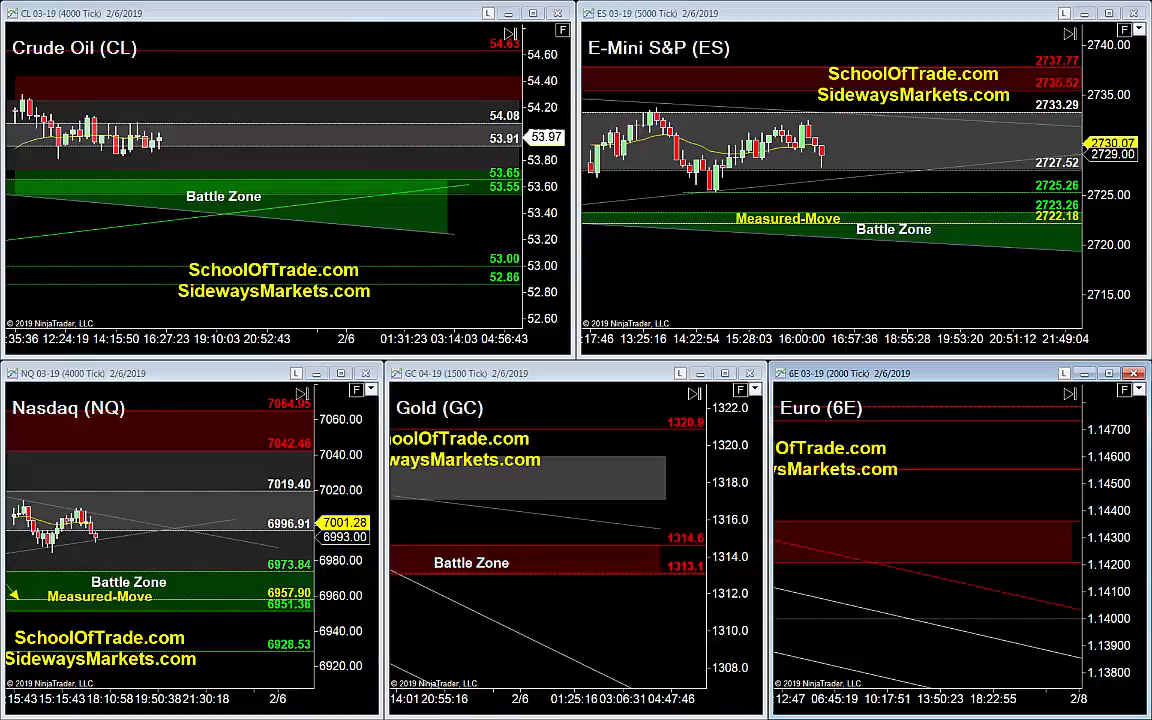 CL 03-19 (4000 Tick) 2/6/2019
L
F
Crude Oil (CL)
54.63
54.60
54.40
54.20
54.08
53.97
53.91
53.80
53.65
53.60
53.55
Battle Zone
53.40
53.20
53.00
53.00
SchoolOfTrade.com
52.86
SidewaysMarkets.com
52.80
52.60
© 2019 NinjaTrader, LLC
:35:36 12:24:19 14:15:50 16:27:23 19:10:03 20:52:43 2/6 01:31:23 03:14:03 04:56:43
ES 03-19 (5000 Tick) 2/6/2019
L
F
E-Mini S&P (ES)
2740.00
2737.77
SchoolOfTrade.com
2735.52
SidewaysMarkets.com
2735.00
2733.29
2730.07
2729.00
2727.52
2725.26
2725.00
2723.26
Measured-Move
2722.18
Battle Zone
2720.00
2715.00
© 2019 NinjaTrader, LLC
:17:46 13:25:16 14:22:54 15:28:03 16:00:00 16:57:36 18:55:28 19:53:20 20:51:12 21:49:04
NQ 03-19 (4000 Tick) 2/6/2019
L
F
Nasdaq (NQ)
7064.95
7060.00
7042.46
7040.00
7020.00
7019.40
6996.91
7001.28
6993.00
6980.00
6973.84
Battle Zone
Measured-Move
6957.90
6960.00
6951.36
6940.00
SchoolOfTrade.com
6928.53
SidewaysMarkets.com
6920.00
© 2019 NinjaTrader, LLC
:15:43 15:15:43 18:10:58 19:50:38 21:30:18 2/6
GC 04-19 (1500 Tick) 2/6/2019
L
F
Gold (GC)
1322.0
1320.9
hoolOfTrade.com
1320.0
waysMarkets.com
1318.0
1316.0
1314.6
1314.0
Battle Zone
1313.1
1312.0
1310.0
1308.0
© 2019 NinjaTrader, LLC
14:01 20:55:16 2/6 01:25:16 03:06:31 04:47:46
6E 03-19 (2000 Tick) 2/6/2019
L
F
Euro (6E)
1.14700
OfTrade.com
1.14600
ysMarkets.com
1.14500
1.14400
1.14300
1.14200
1.14100
1.14000
1.13900
1.13800
© 2019 NinjaTrader, LLC
:12:47 06:45:19 10:17:51 13:50:23 18:22:55 2/8